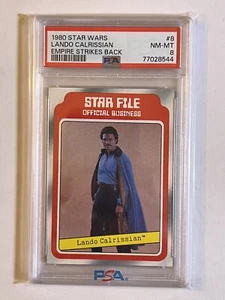 1980 STAR WARS #8
LANDO CALRISSIAN NM-MT
EMPIRE STRIKES BACK 8
PSA 77028544
STAR FILE
OFFICIAL BUSINESS
Lando Calrissian™
PSA